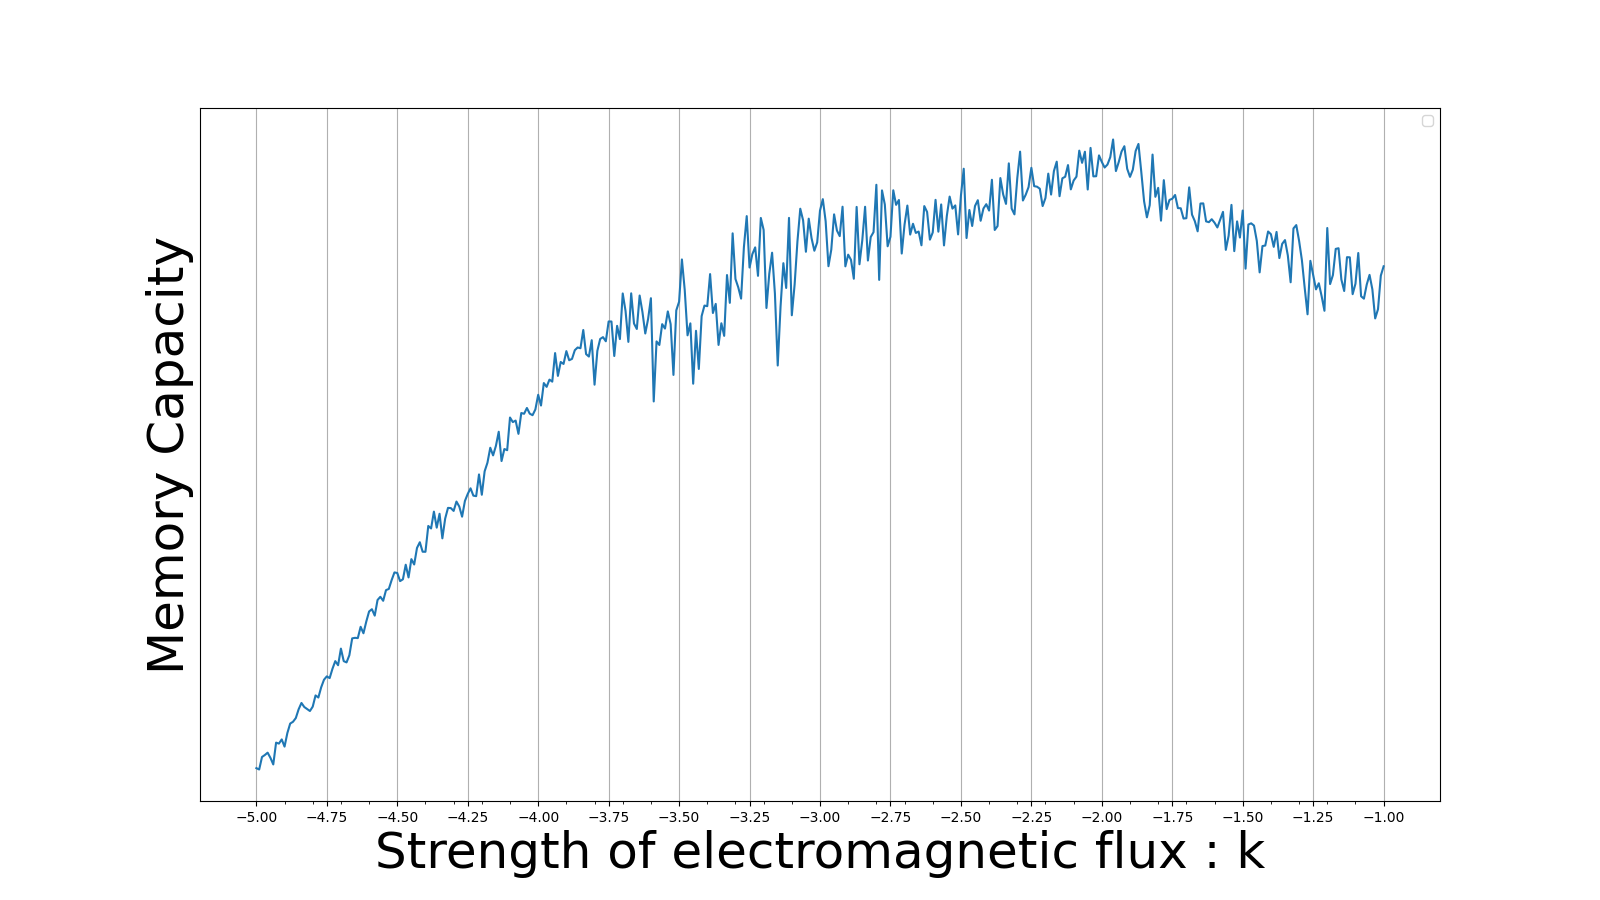 Memory Capacity
−5.00 −4.75 −4.50 −4.25 −4.00 −3.75 −3.50 −3.25 −3.00 −2.75 −2.50 −2.25 −2.00 −1.75 −1.50 −1.25 −1.00
Strength of electromagnetic flux : k